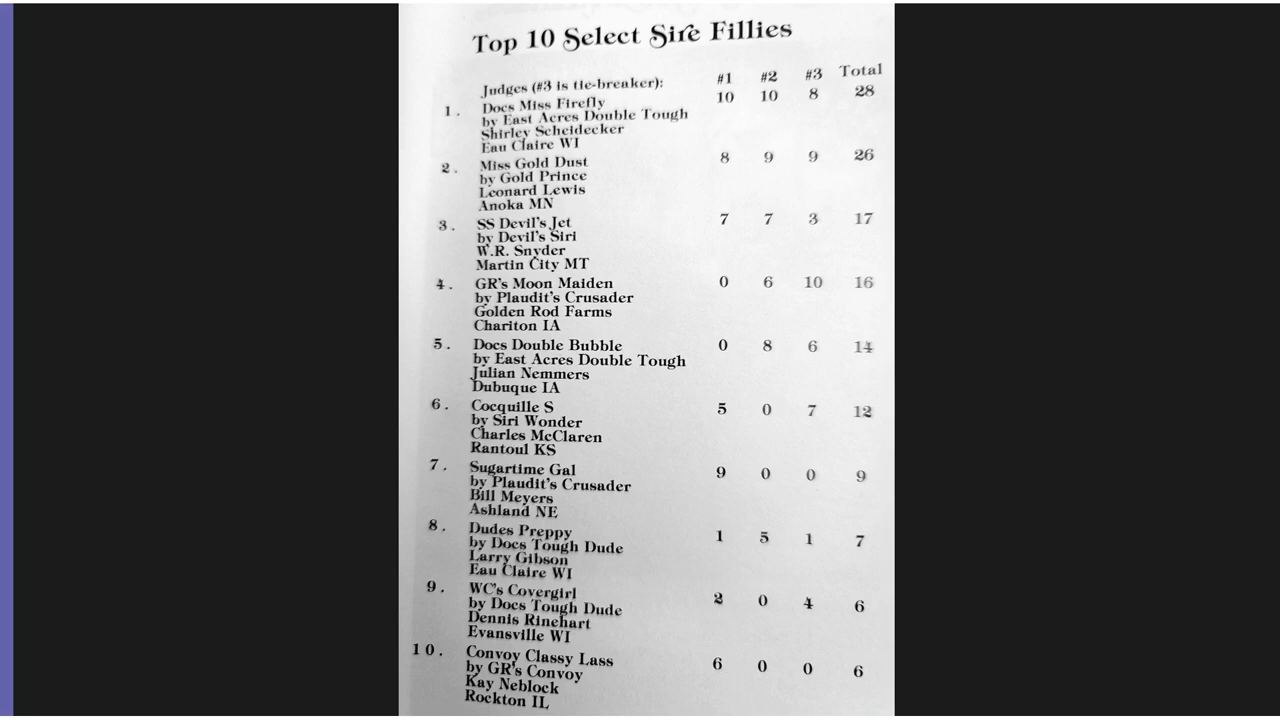 Top 10 Select Sire Fillies
Judges (#3 is tie-breaker): #1 #2 #3 Total
1. Docs Miss Firefly 10 10 8 28
by East Acres Double Tough
Shirley Scheidecker
Eau Claire WI
2. Miss Gold Dust 8 9 9 26
by Gold Prince
Leonard Lewis
Anoka MN
3. SS Devil's Jet 7 7 3 17
by Devil's Siri
W.R. Snyder
Martin City MT
4. GR's Moon Maiden 0 6 10 16
by Plaudit's Crusader
Golden Rod Farms
Chariton IA
5. Docs Double Bubble 0 8 6 14
by East Acres Double Tough
Julian Nemmers
Dubuque IA
6. Cocquille S 5 0 7 12
by Siri Wonder
Charles McClaren
Rantoul KS
7. Sugartime Gal 9 0 0 9
by Plaudit's Crusader
Bill Meyers
Ashland NE
8. Dudes Preppy 1 5 1 7
by Docs Tough Dude
Larry Gibson
Eau Claire WI
9. WC's Covergirl 2 0 4 6
by Docs Tough Dude
Dennis Rinehart
Evansville WI
10. Convoy Classy Lass 6 0 0 6
by GR's Convoy
Kay Neblock
Rockton IL